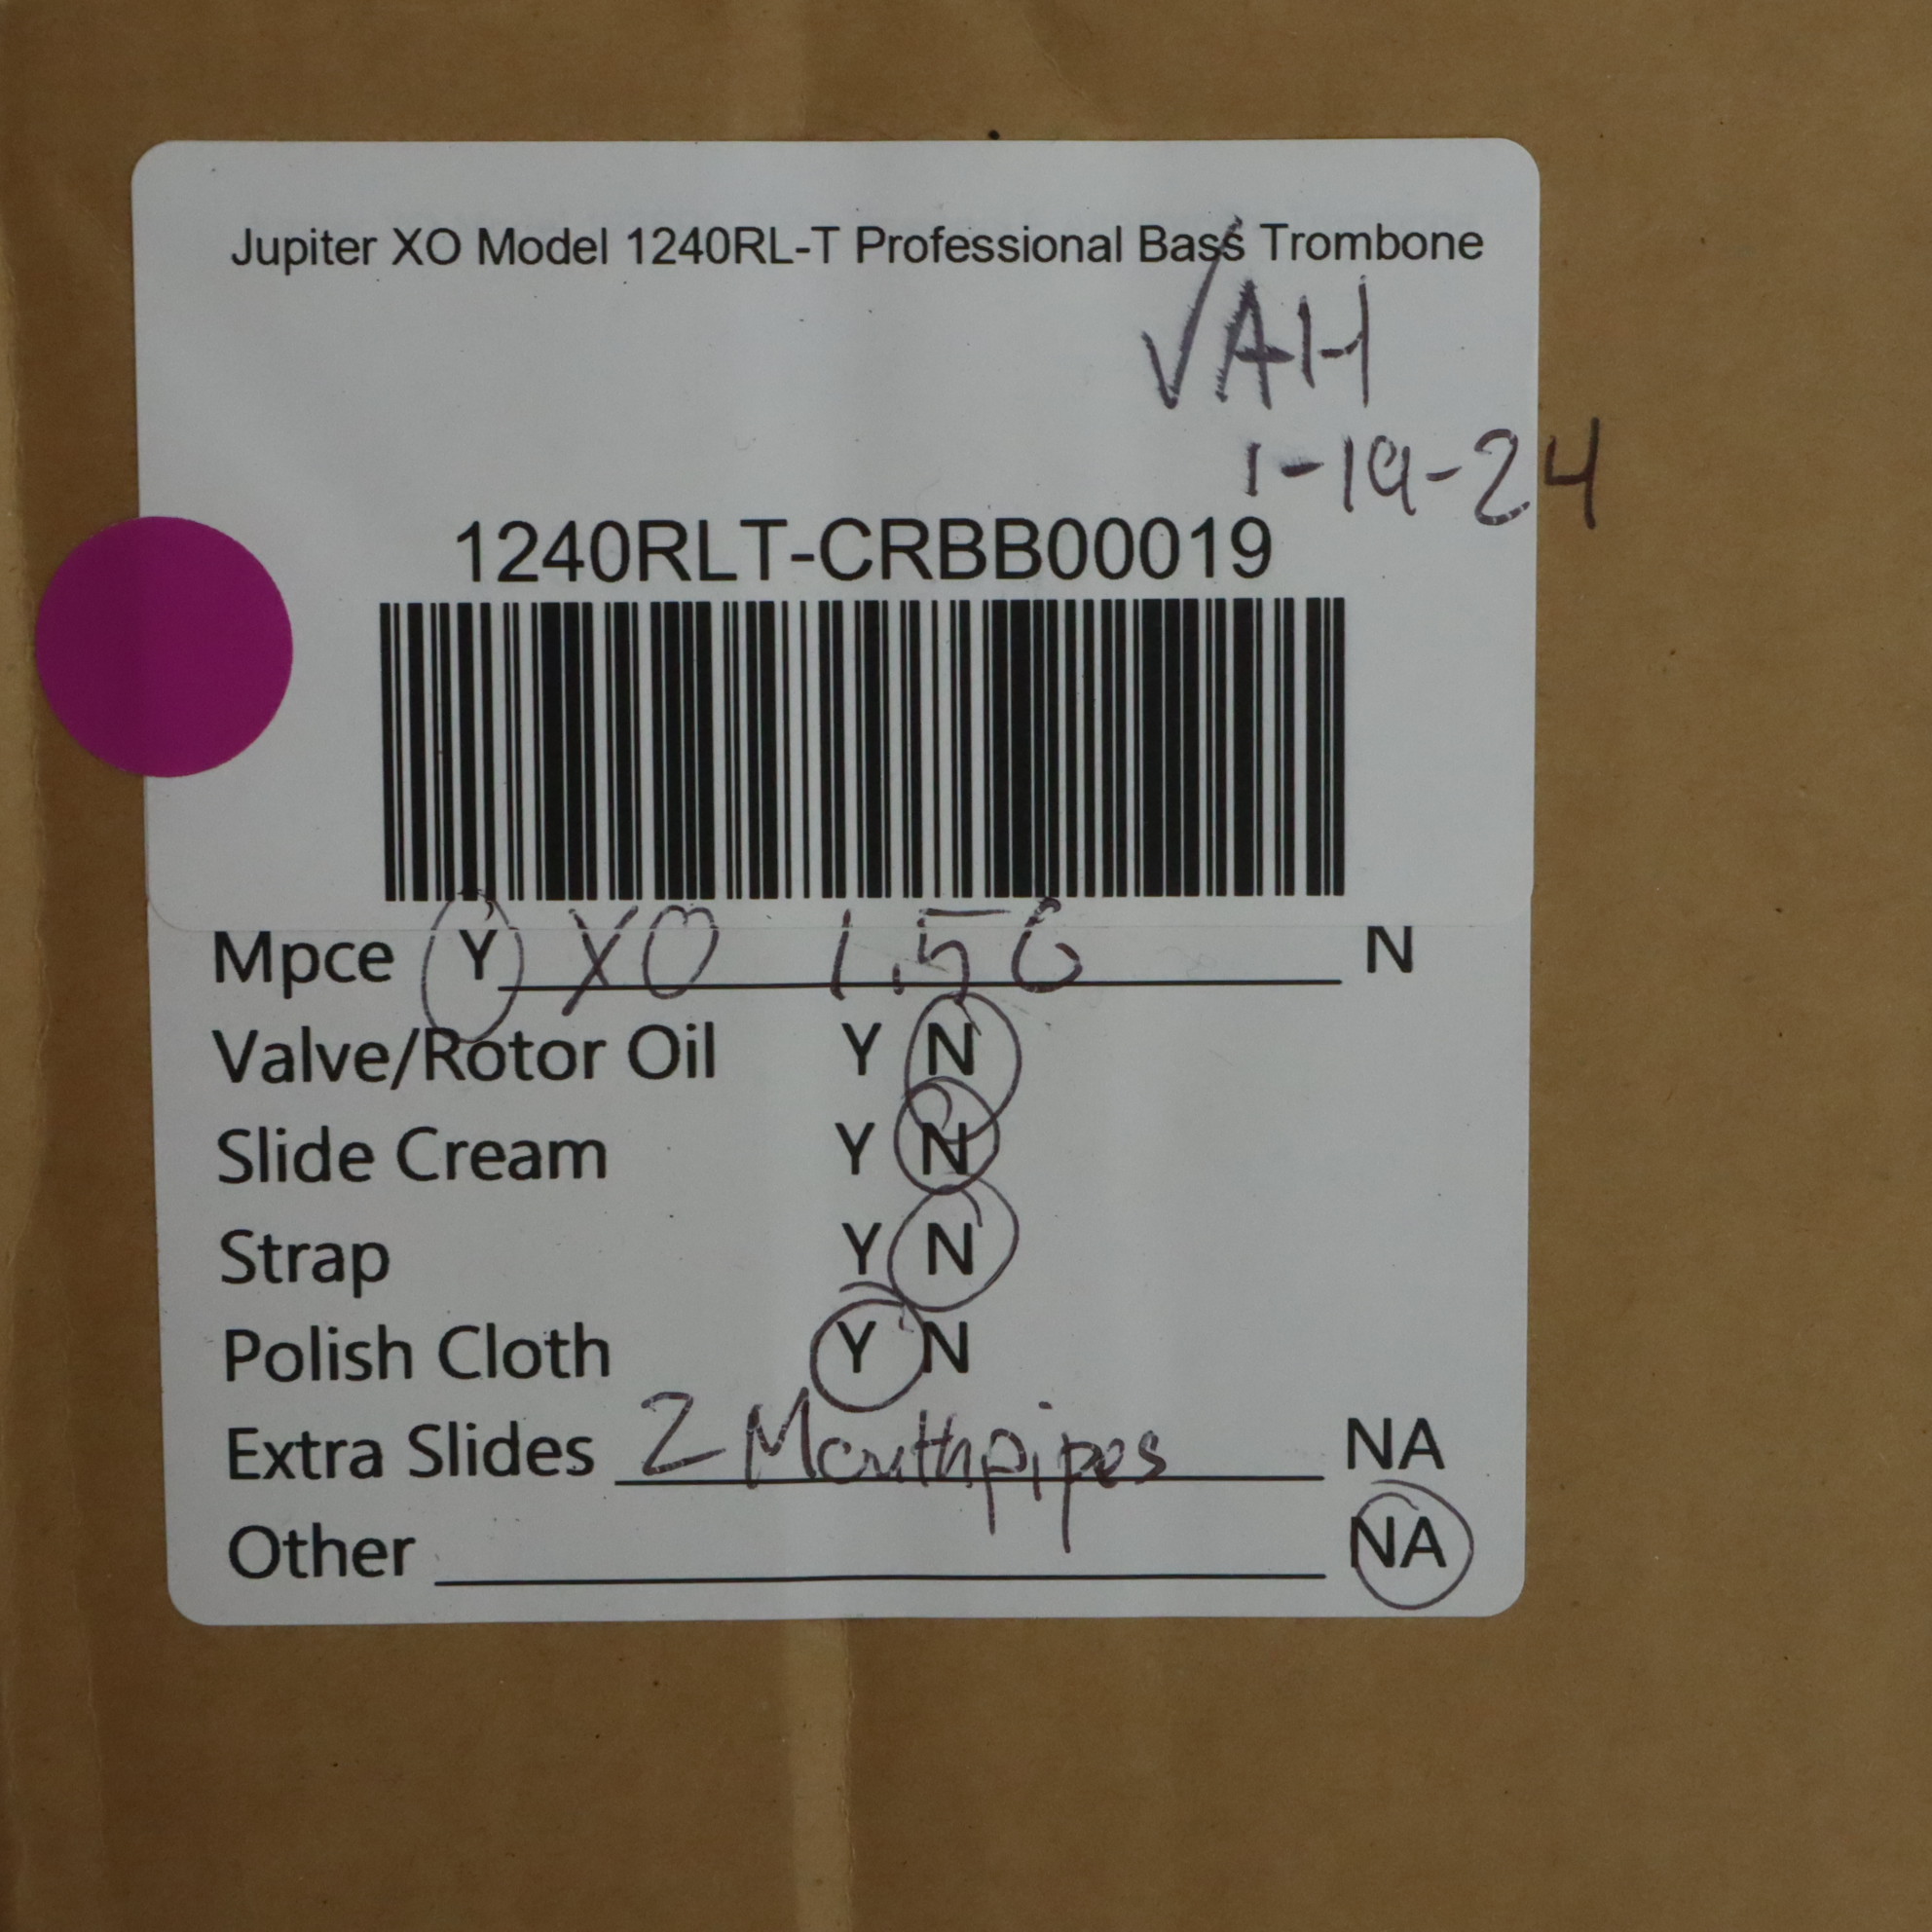 Jupiter XO Model 1240RL-T Professional Bass Trombone
✓AH
1-19-24
1240RLT-CRBB00019
Mpce Y XO 1.5G N
Valve/Rotor Oil Y N
Slide Cream Y N
Strap Y N
Polish Cloth Y N
Extra Slides 2 Mouthpipes NA
Other NA